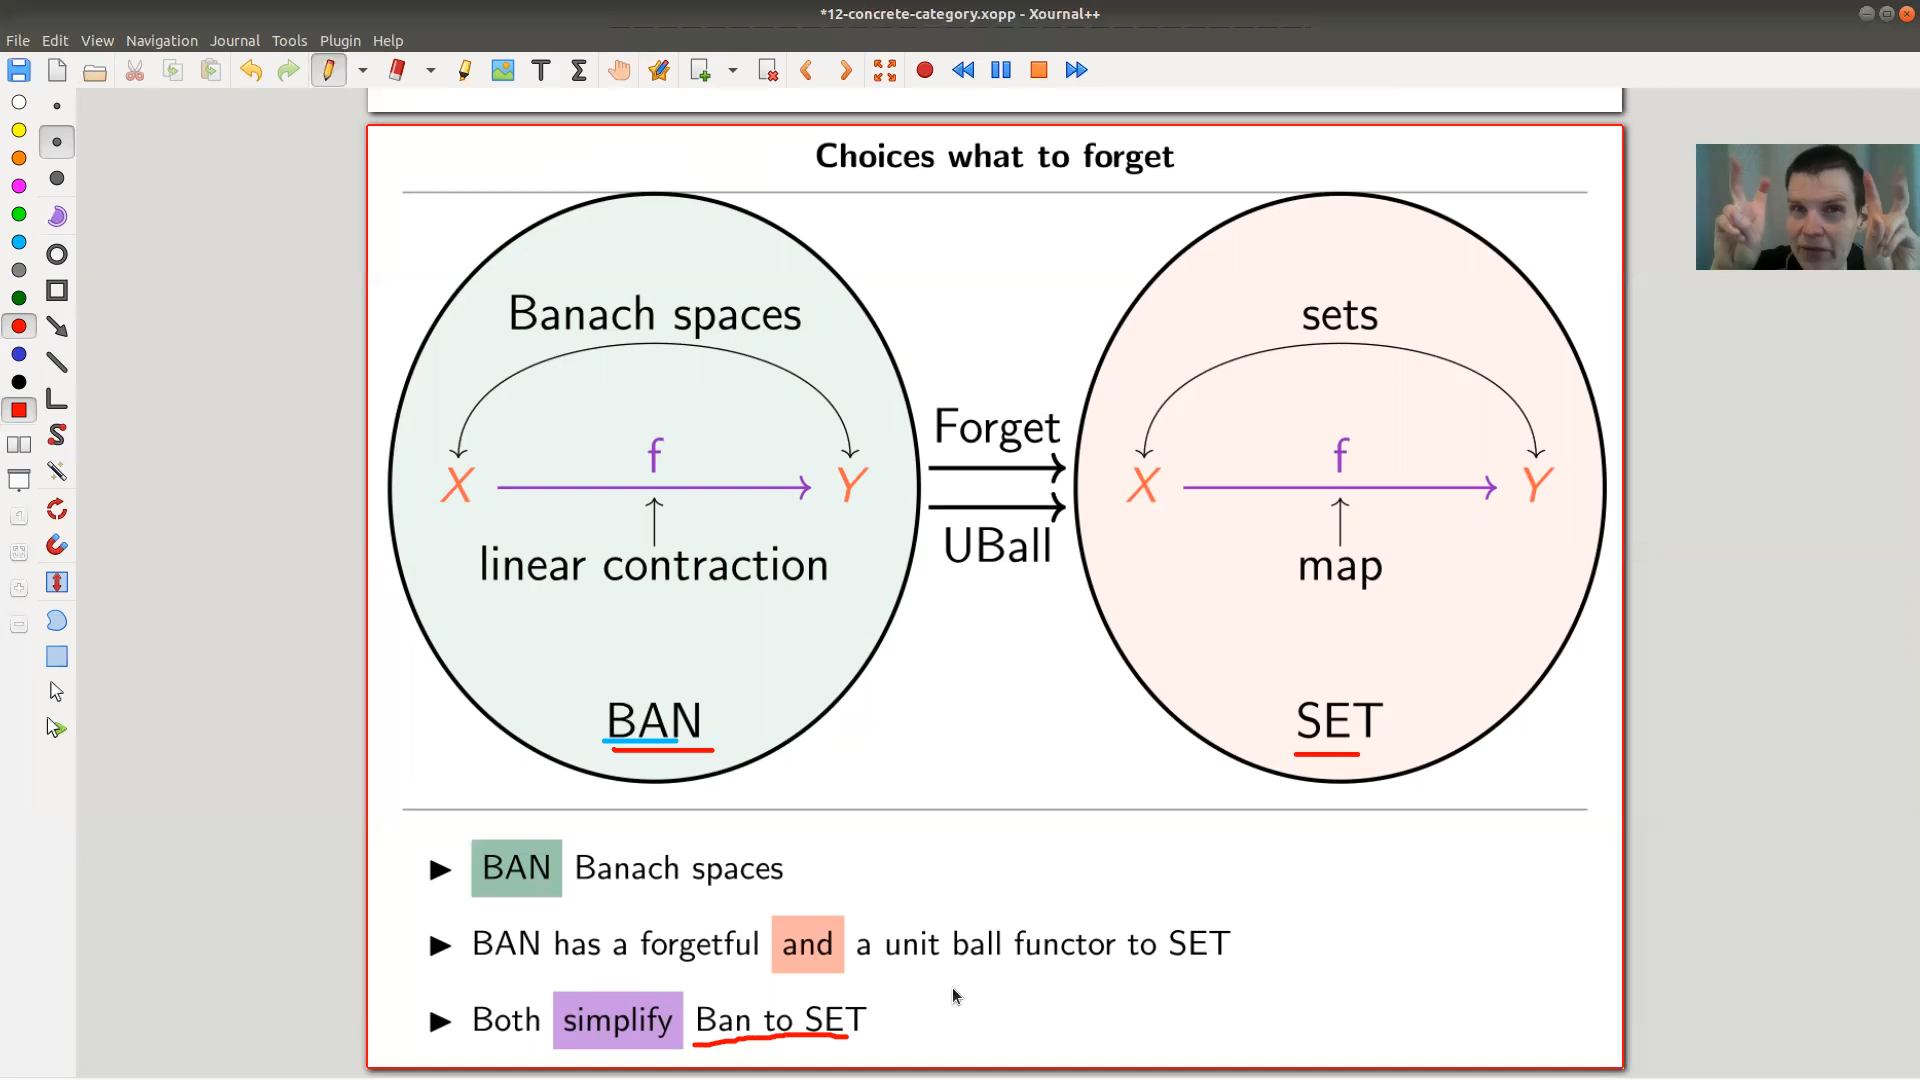 *12-concrete-category.xopp - Xournal++
File Edit View Navigation Journal Tools Plugin Help
Choices what to forget
Banach spaces
sets
Forget
f
f
X
Y
X
Y
UBall
linear contraction
map
BAN
SET
► BAN Banach spaces
► BAN has a forgetful and a unit ball functor to SET
► Both simplify Ban to SET